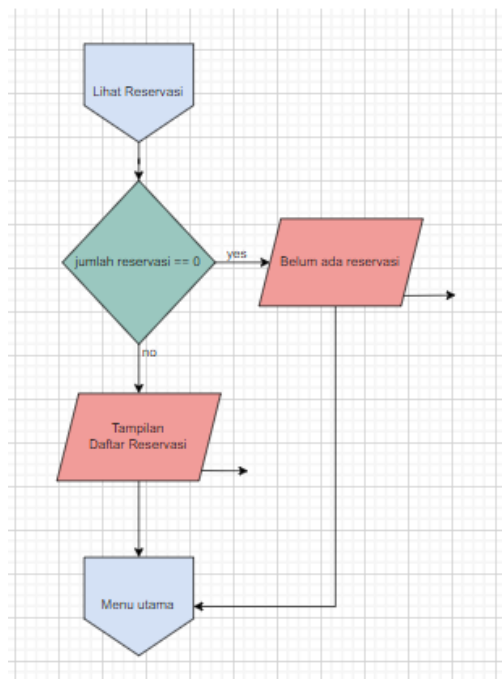 Lihat Reservasi
jumlah reservasi == 0
yes
Belum ada reservasi
no
Tampilan
Daftar Reservasi
Menu utama